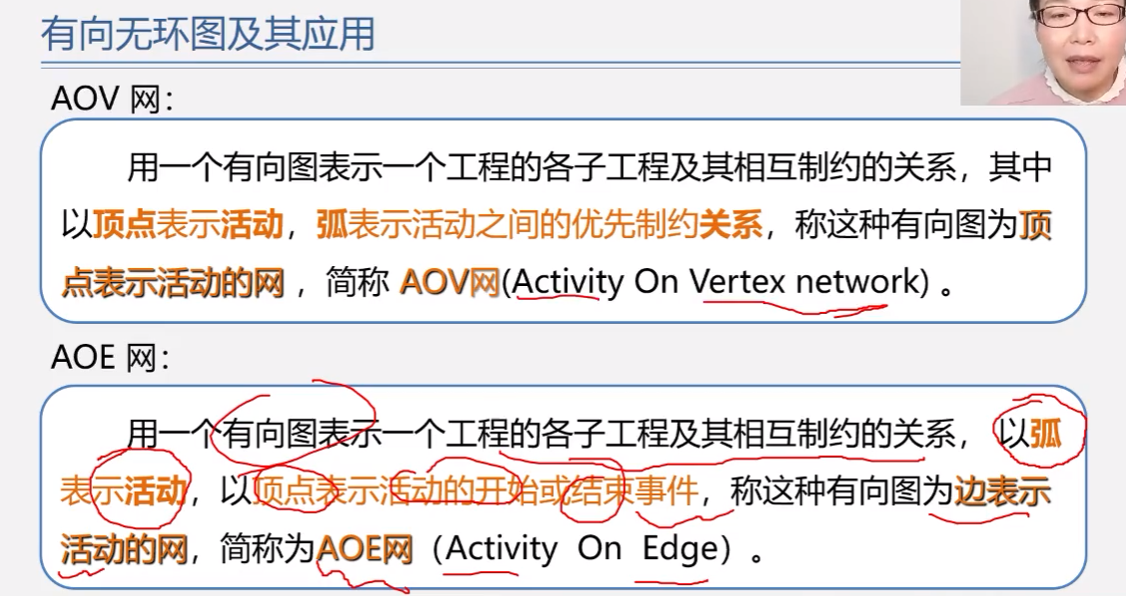 有向无环图及其应用
AOV 网：
用一个有向图表示一个工程的各子工程及其相互制约的关系，其中
以顶点表示活动，弧表示活动之间的优先制约关系，称这种有向图为顶
点表示活动的网 ，简称 AOV网(Activity On Vertex network) 。
AOE 网：
用一个有向图表示一个工程的各子工程及其相互制约的关系，以弧
表示活动，以顶点表示活动的开始或结束事件，称这种有向图为边表示
活动的网，简称为AOE网（Activity On Edge）。